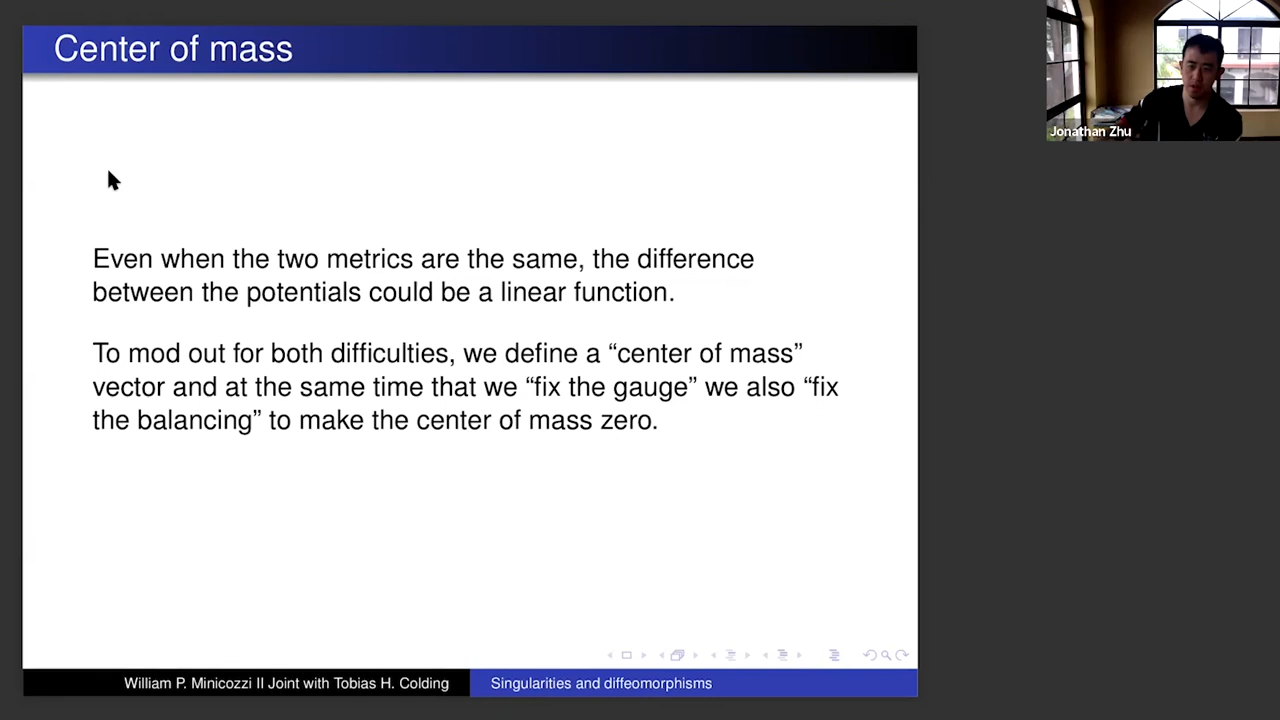 Center of mass
Jonathan Zhu
Even when the two metrics are the same, the difference
between the potentials could be a linear function.
To mod out for both difficulties, we define a “center of mass”
vector and at the same time that we “fix the gauge” we also “fix
the balancing” to make the center of mass zero.
William P. Minicozzi II Joint with Tobias H. Colding
Singularities and diffeomorphisms